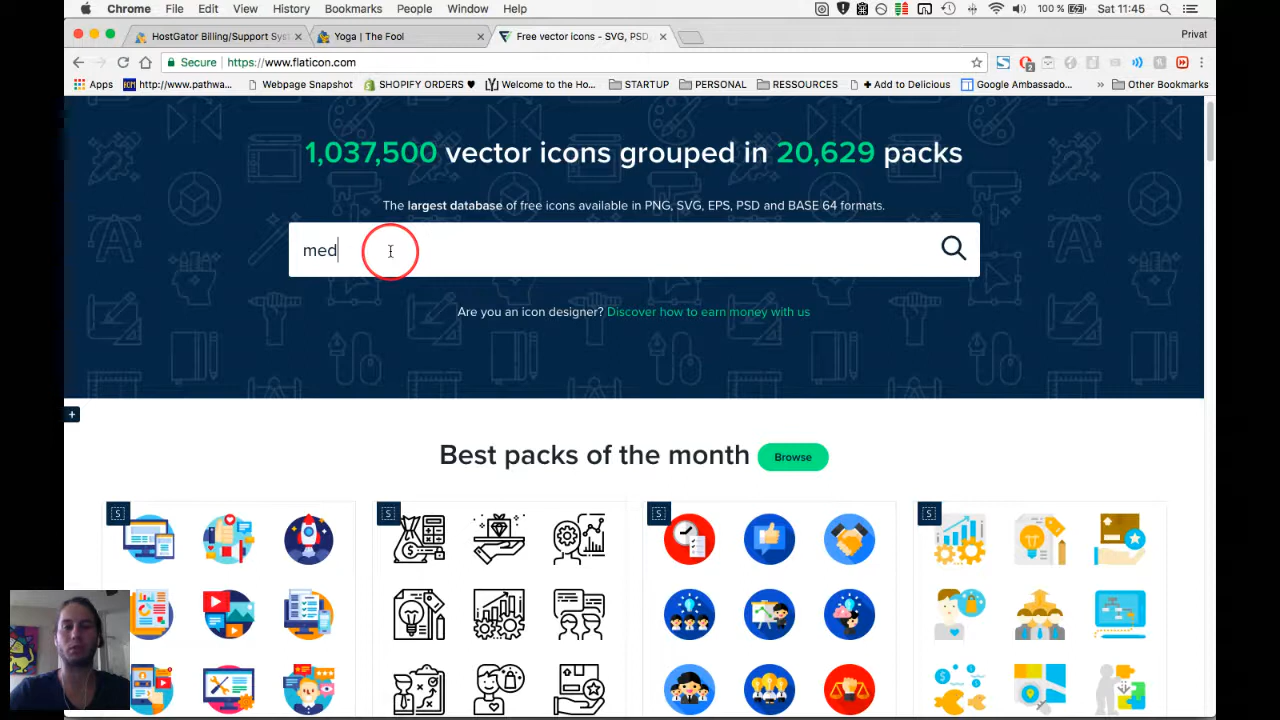 Chrome File Edit View History Bookmarks People Window Help 100 % Sat 11:45
HostGator Billing/Support Sys
Yoga | The Fool
Free vector icons - SVG, PSD,
Privat
Secure https://www.flaticon.com
Apps http://www.pathwa... Webpage Snapshot SHOPIFY ORDERS ♥ Welcome to the Ho... STARTUP PERSONAL RESSOURCES + Add to Delicious Google Ambassado... » Other Bookmarks
1,037,500 vector icons grouped in 20,629 packs
The largest database of free icons available in PNG, SVG, EPS, PSD and BASE 64 formats.
med
Are you an icon designer? Discover how to earn money with us
Best packs of the month Browse
S S S S